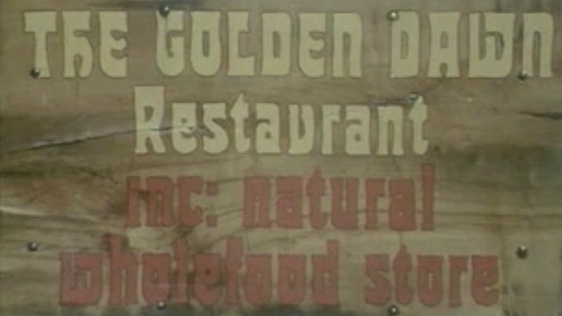 THE GOLDEN DAWN
Restaurant
inc: natural
wholefood store